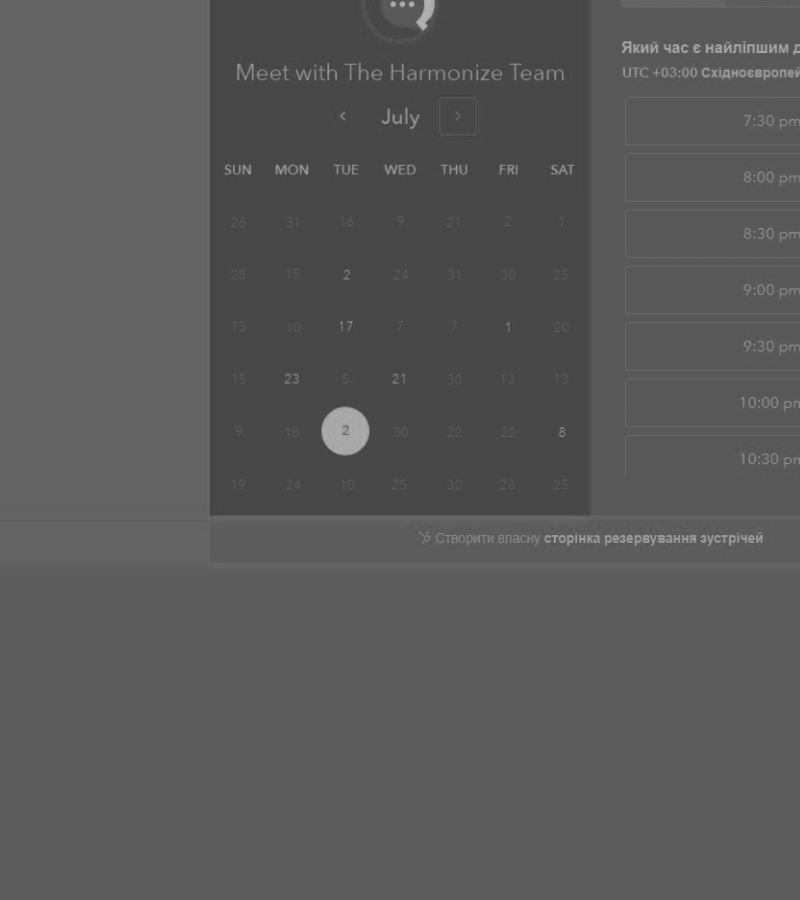 Meet with The Harmonize Team
July
SUN MON TUE WED THU FRI SAT
26 31 16 9 21 2 1
28 15 2 24 31 30 25
13 10 17 7 7 1 20
15 23 5 21 30 13 13
9 18 2 30 22 22 8
19 24 10 25 30 28 25
Який час є найліпшим
UTC +03:00
7:30 pm
8:00 pm
8:30 pm
9:00 pm
9:30 pm
10:00
10:30 pm
Створити власну сторінка резервування зустрічей